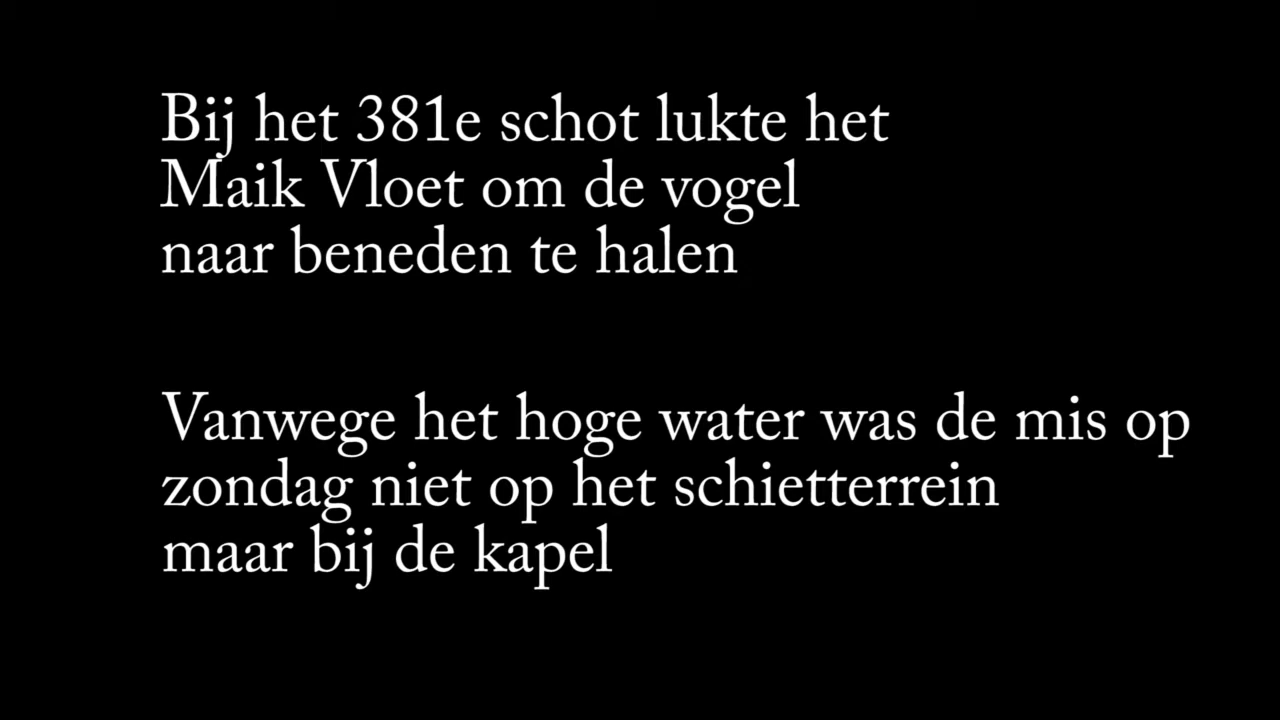 Bij het 381e schot lukte het
Maik Vloet om de vogel
naar beneden te halen
Vanwege het hoge water was de mis op
zondag niet op het schietterrein
maar bij de kapel